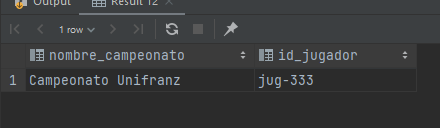 Output Result 12
1 row
nombre_campeonato id_jugador
1 Campeonato Unifranz jug-333